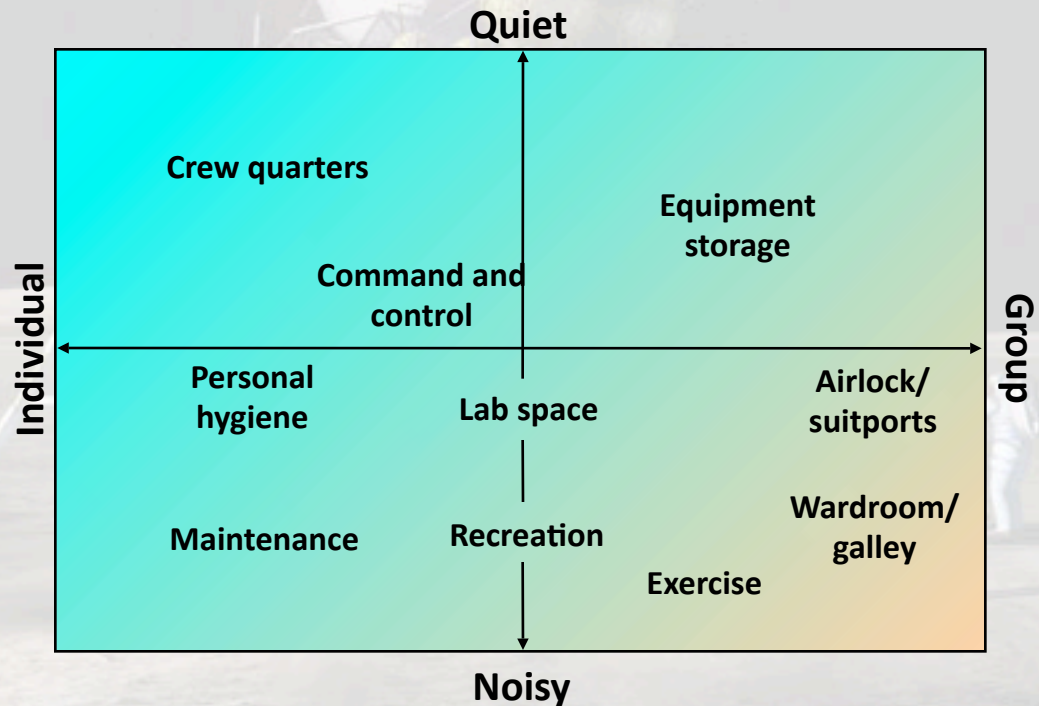 Quiet
Crew quarters
Equipment
storage
Command and
control
Individual
Group
Personal
hygiene
Lab space
Airlock/
suitports
Maintenance
Recreation
Wardroom/
galley
Exercise
Noisy